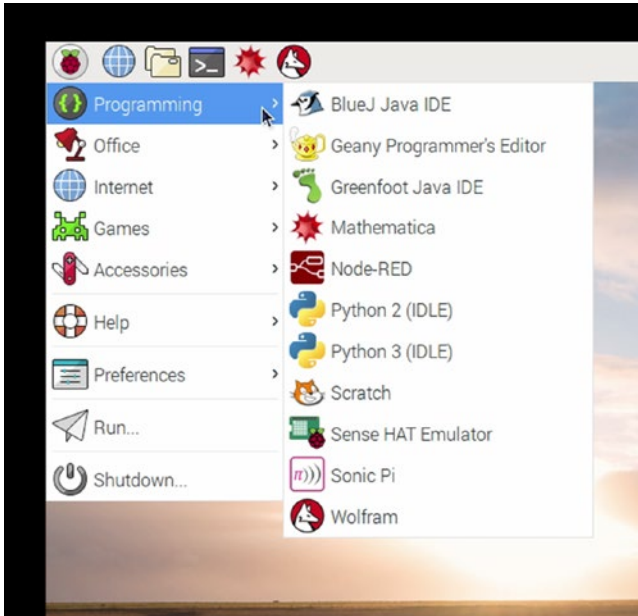 Programming
Office
Internet
Games
Accessories
Help
Preferences
Run...
Shutdown...
BlueJ Java IDE
Geany Programmer's Editor
Greenfoot Java IDE
Mathematica
Node-RED
Python 2 (IDLE)
Python 3 (IDLE)
Scratch
Sense HAT Emulator
π)))
Sonic Pi
Wolfram